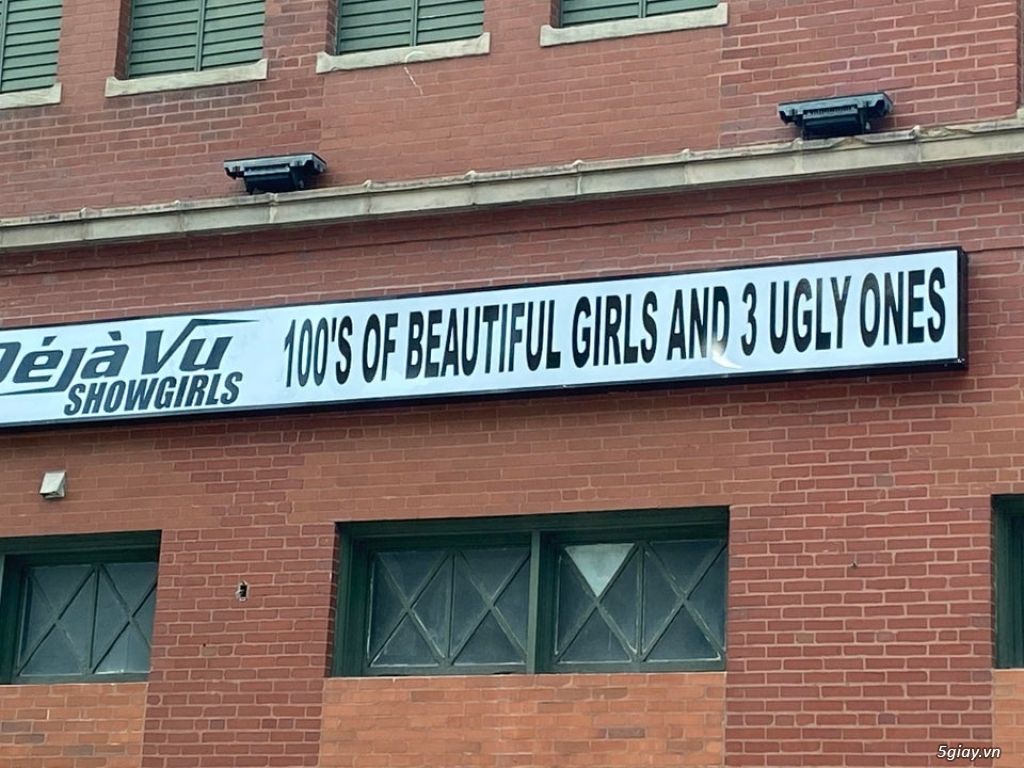 Déjà Vu
SHOWGIRLS
100'S OF BEAUTIFUL GIRLS AND 3 UGLY ONES
5giay.vn